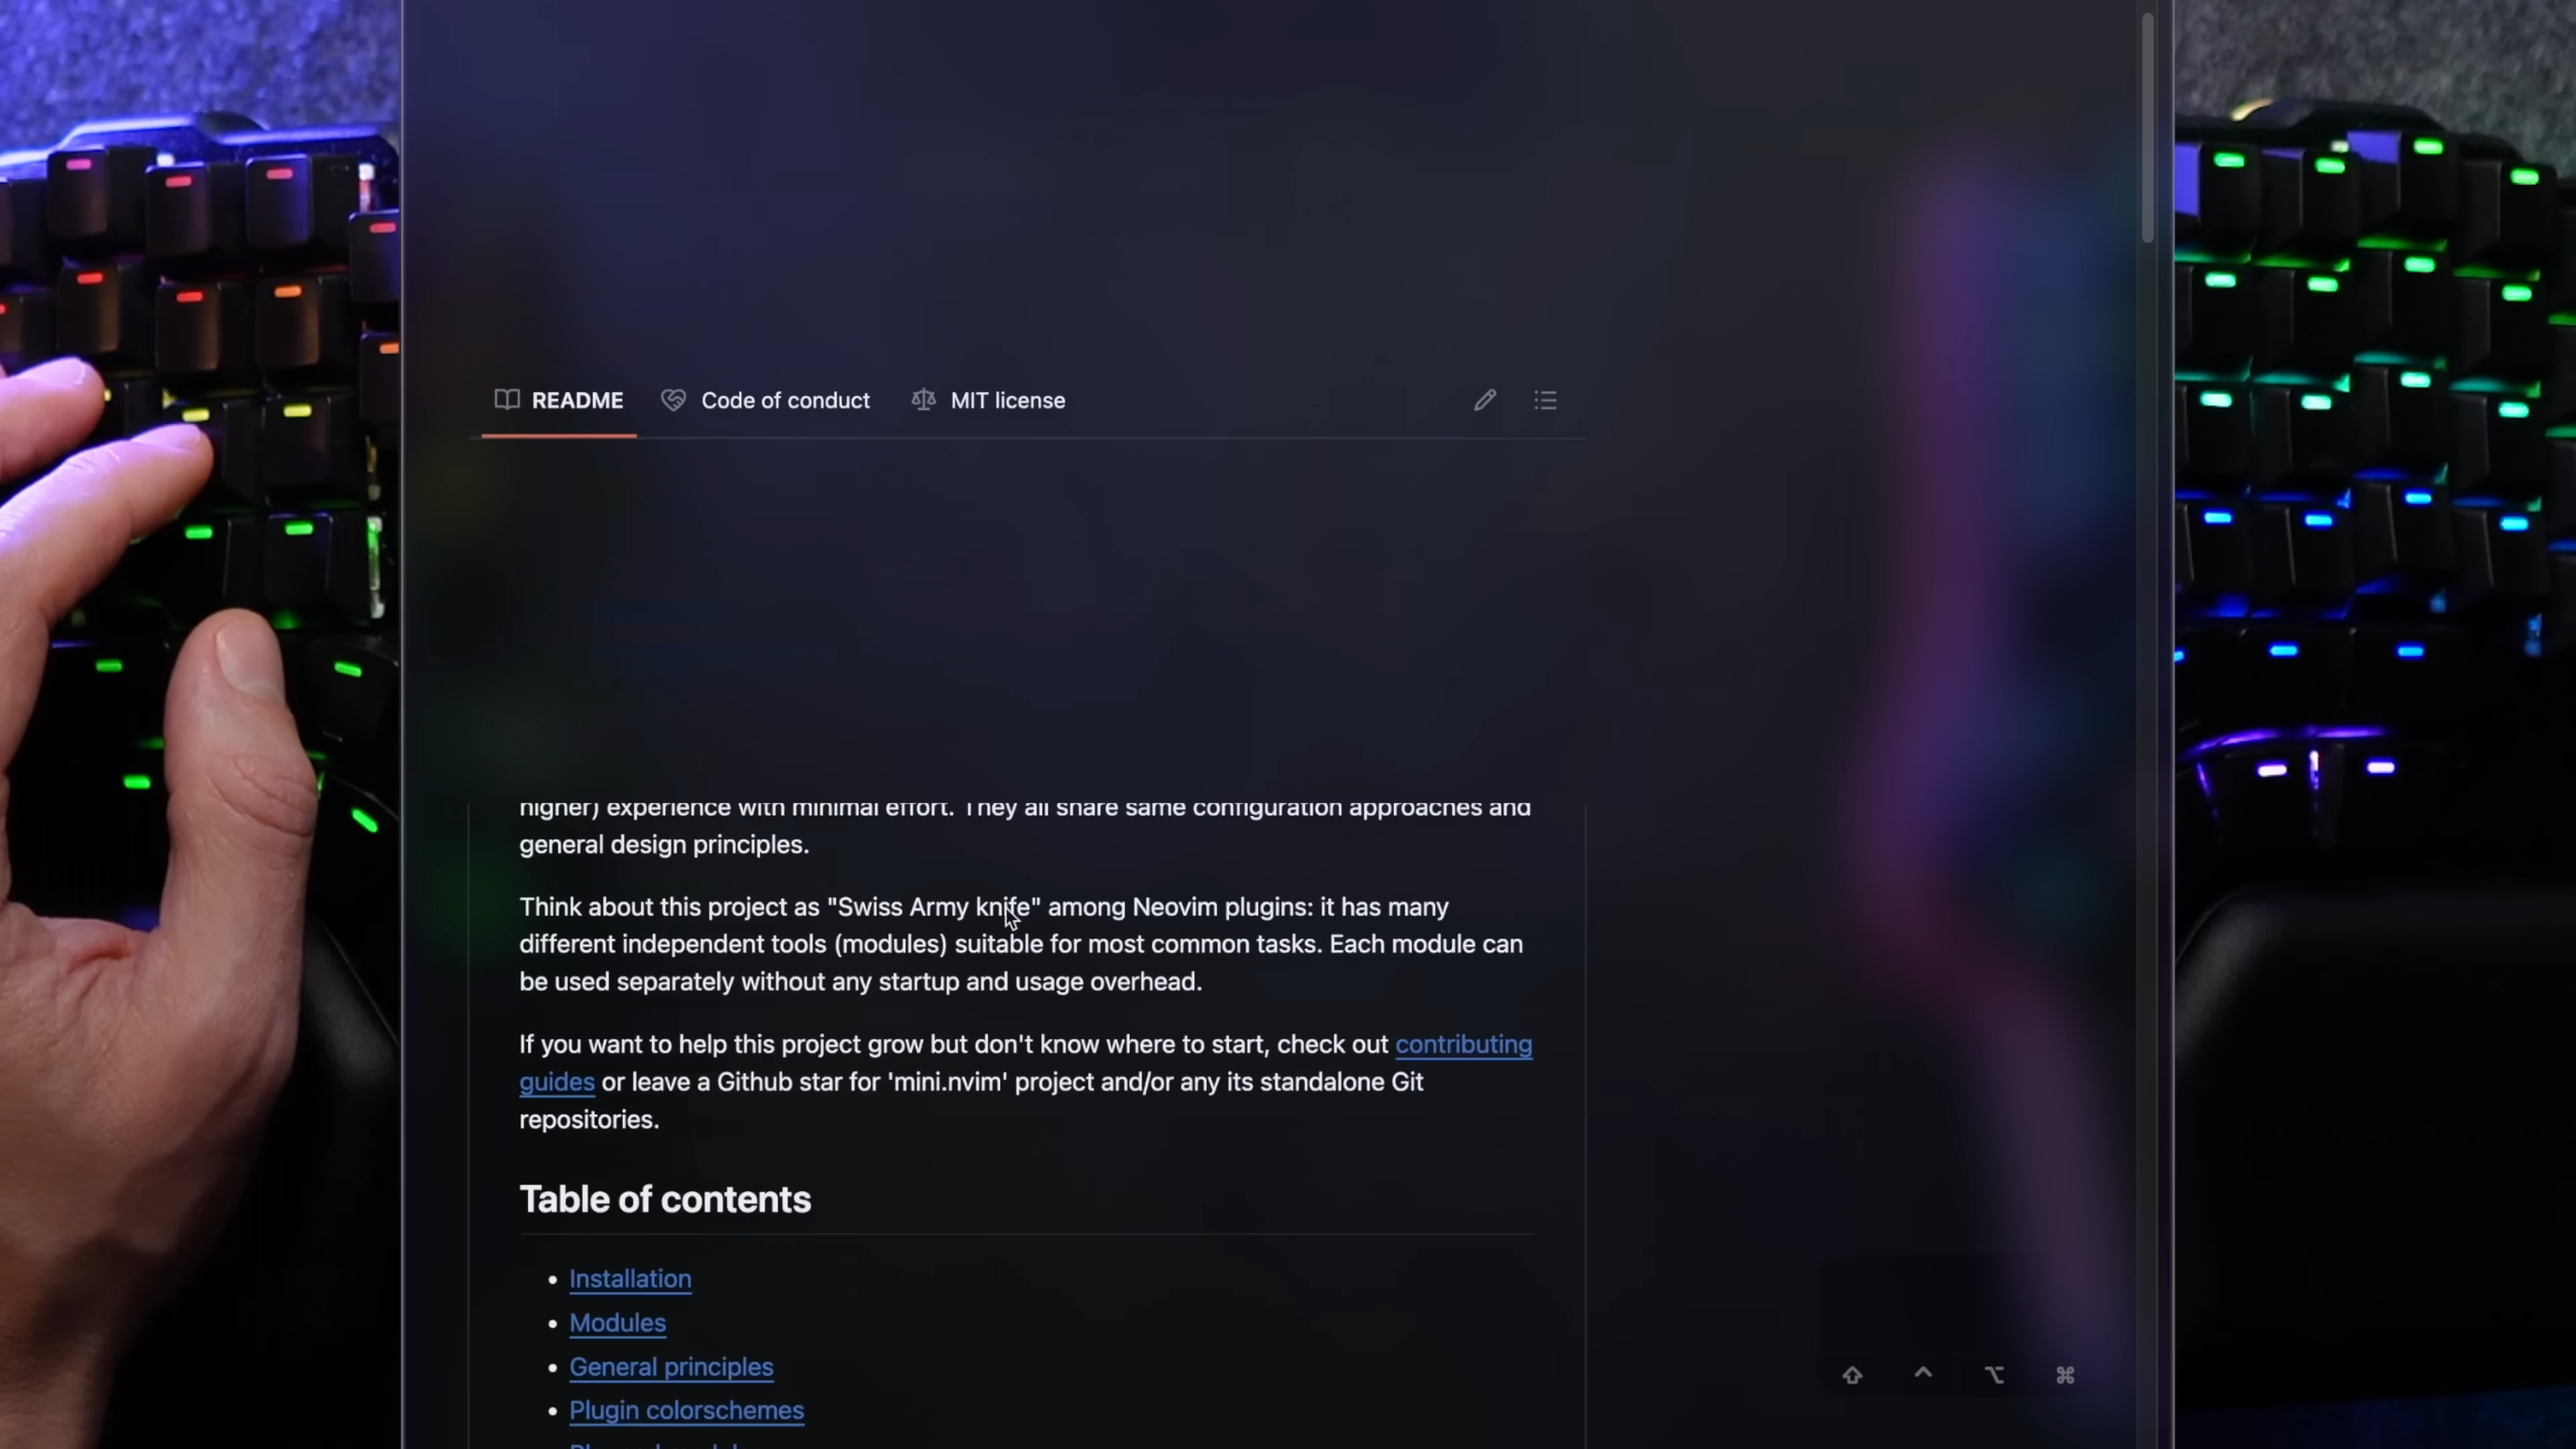 README Code of conduct MIT license
higher) experience with minimal effort. They all share same configuration approaches and
general design principles.
Think about this project as "Swiss Army knife" among Neovim plugins: it has many
different independent tools (modules) suitable for most common tasks. Each module can
be used separately without any startup and usage overhead.
If you want to help this project grow but don't know where to start, check out contributing
guides or leave a Github star for 'mini.nvim' project and/or any its standalone Git
repositories.
Table of contents
Installation
Modules
General principles
Plugin colorschemes